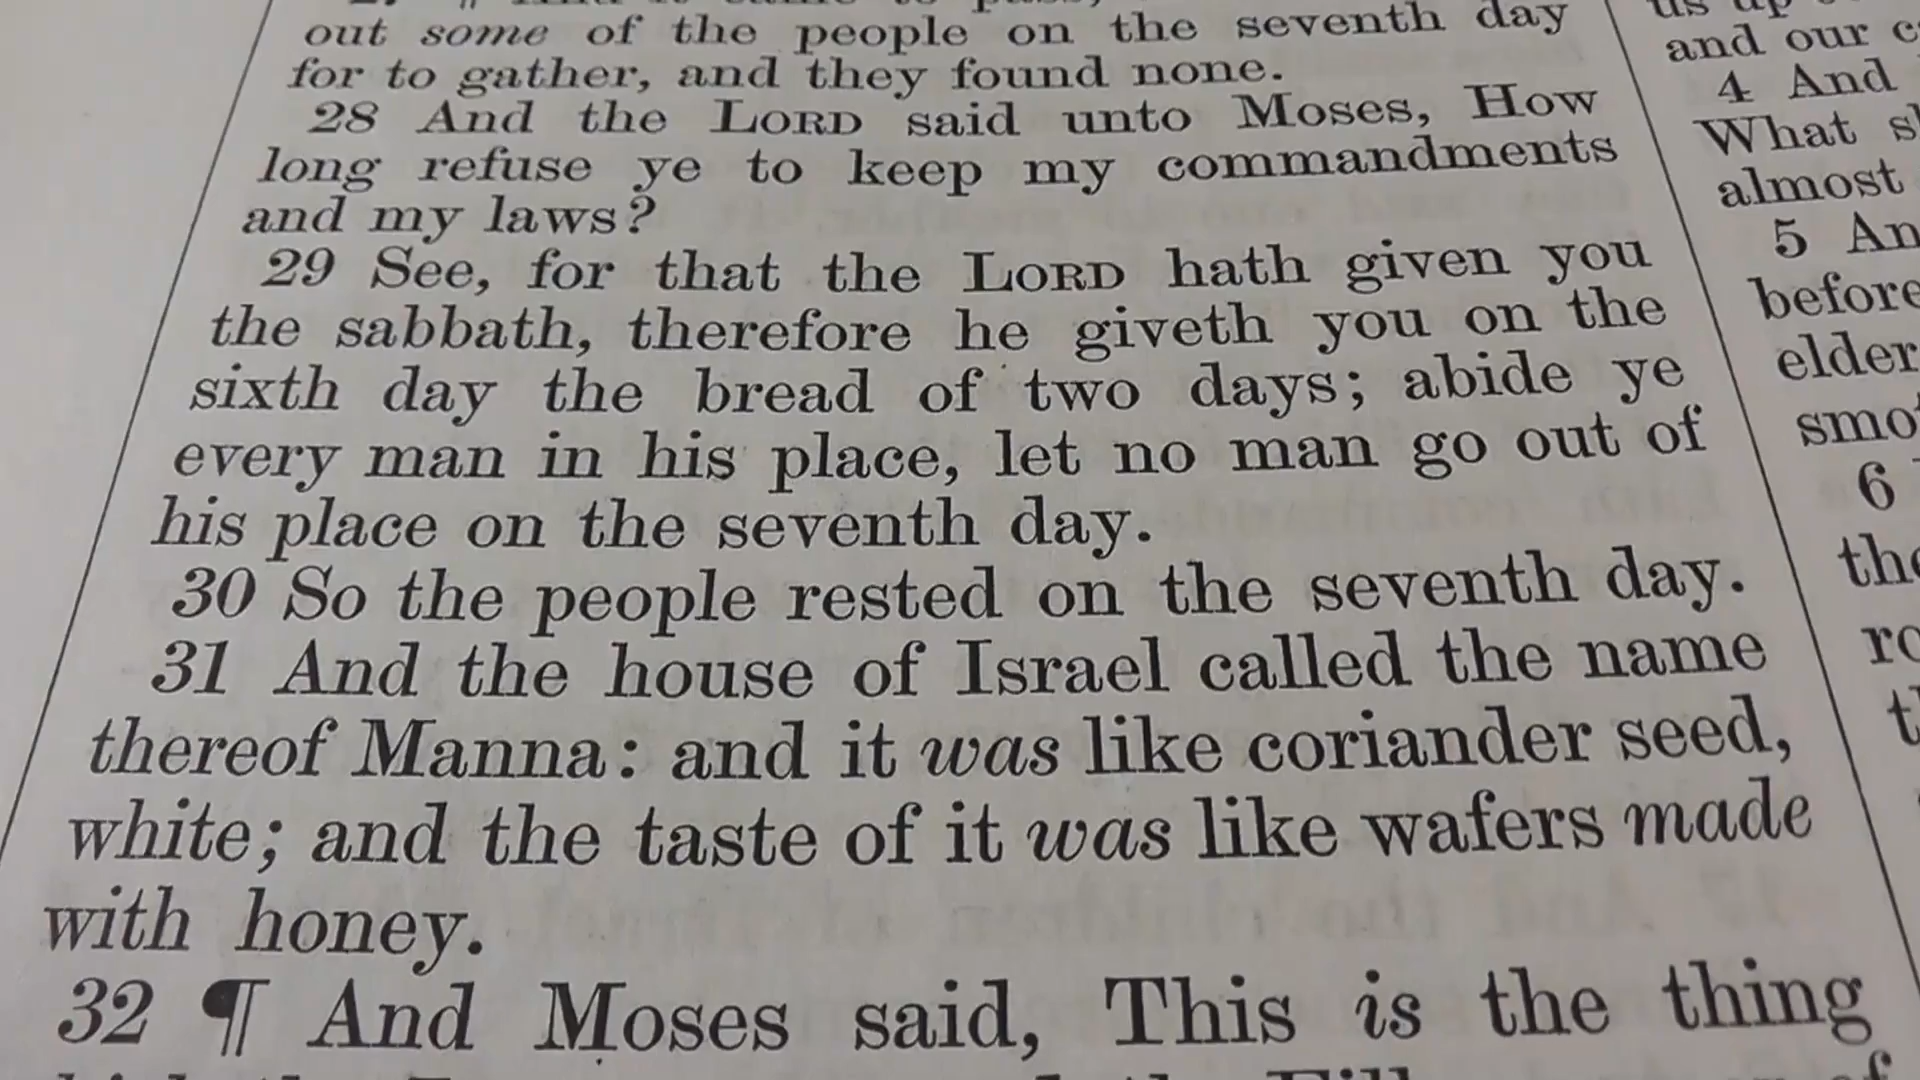 out some of the people on the seventh day
for to gather, and they found none.
28 And the LORD said unto Moses, How
long refuse ye to keep my commandments
and my laws?
29 See, for that the LORD hath given you
the sabbath, therefore he giveth you on the
sixth day the bread of two days; abide ye
every man in his place, let no man go out of
his place on the seventh day.
30 So the people rested on the seventh day.
31 And the house of Israel called the name
thereof Manna: and it was like coriander seed,
white; and the taste of it was like wafers made
with honey.
32 ¶ And Moses said, This is the thing
and our
4 And
What
almost
5
before
6